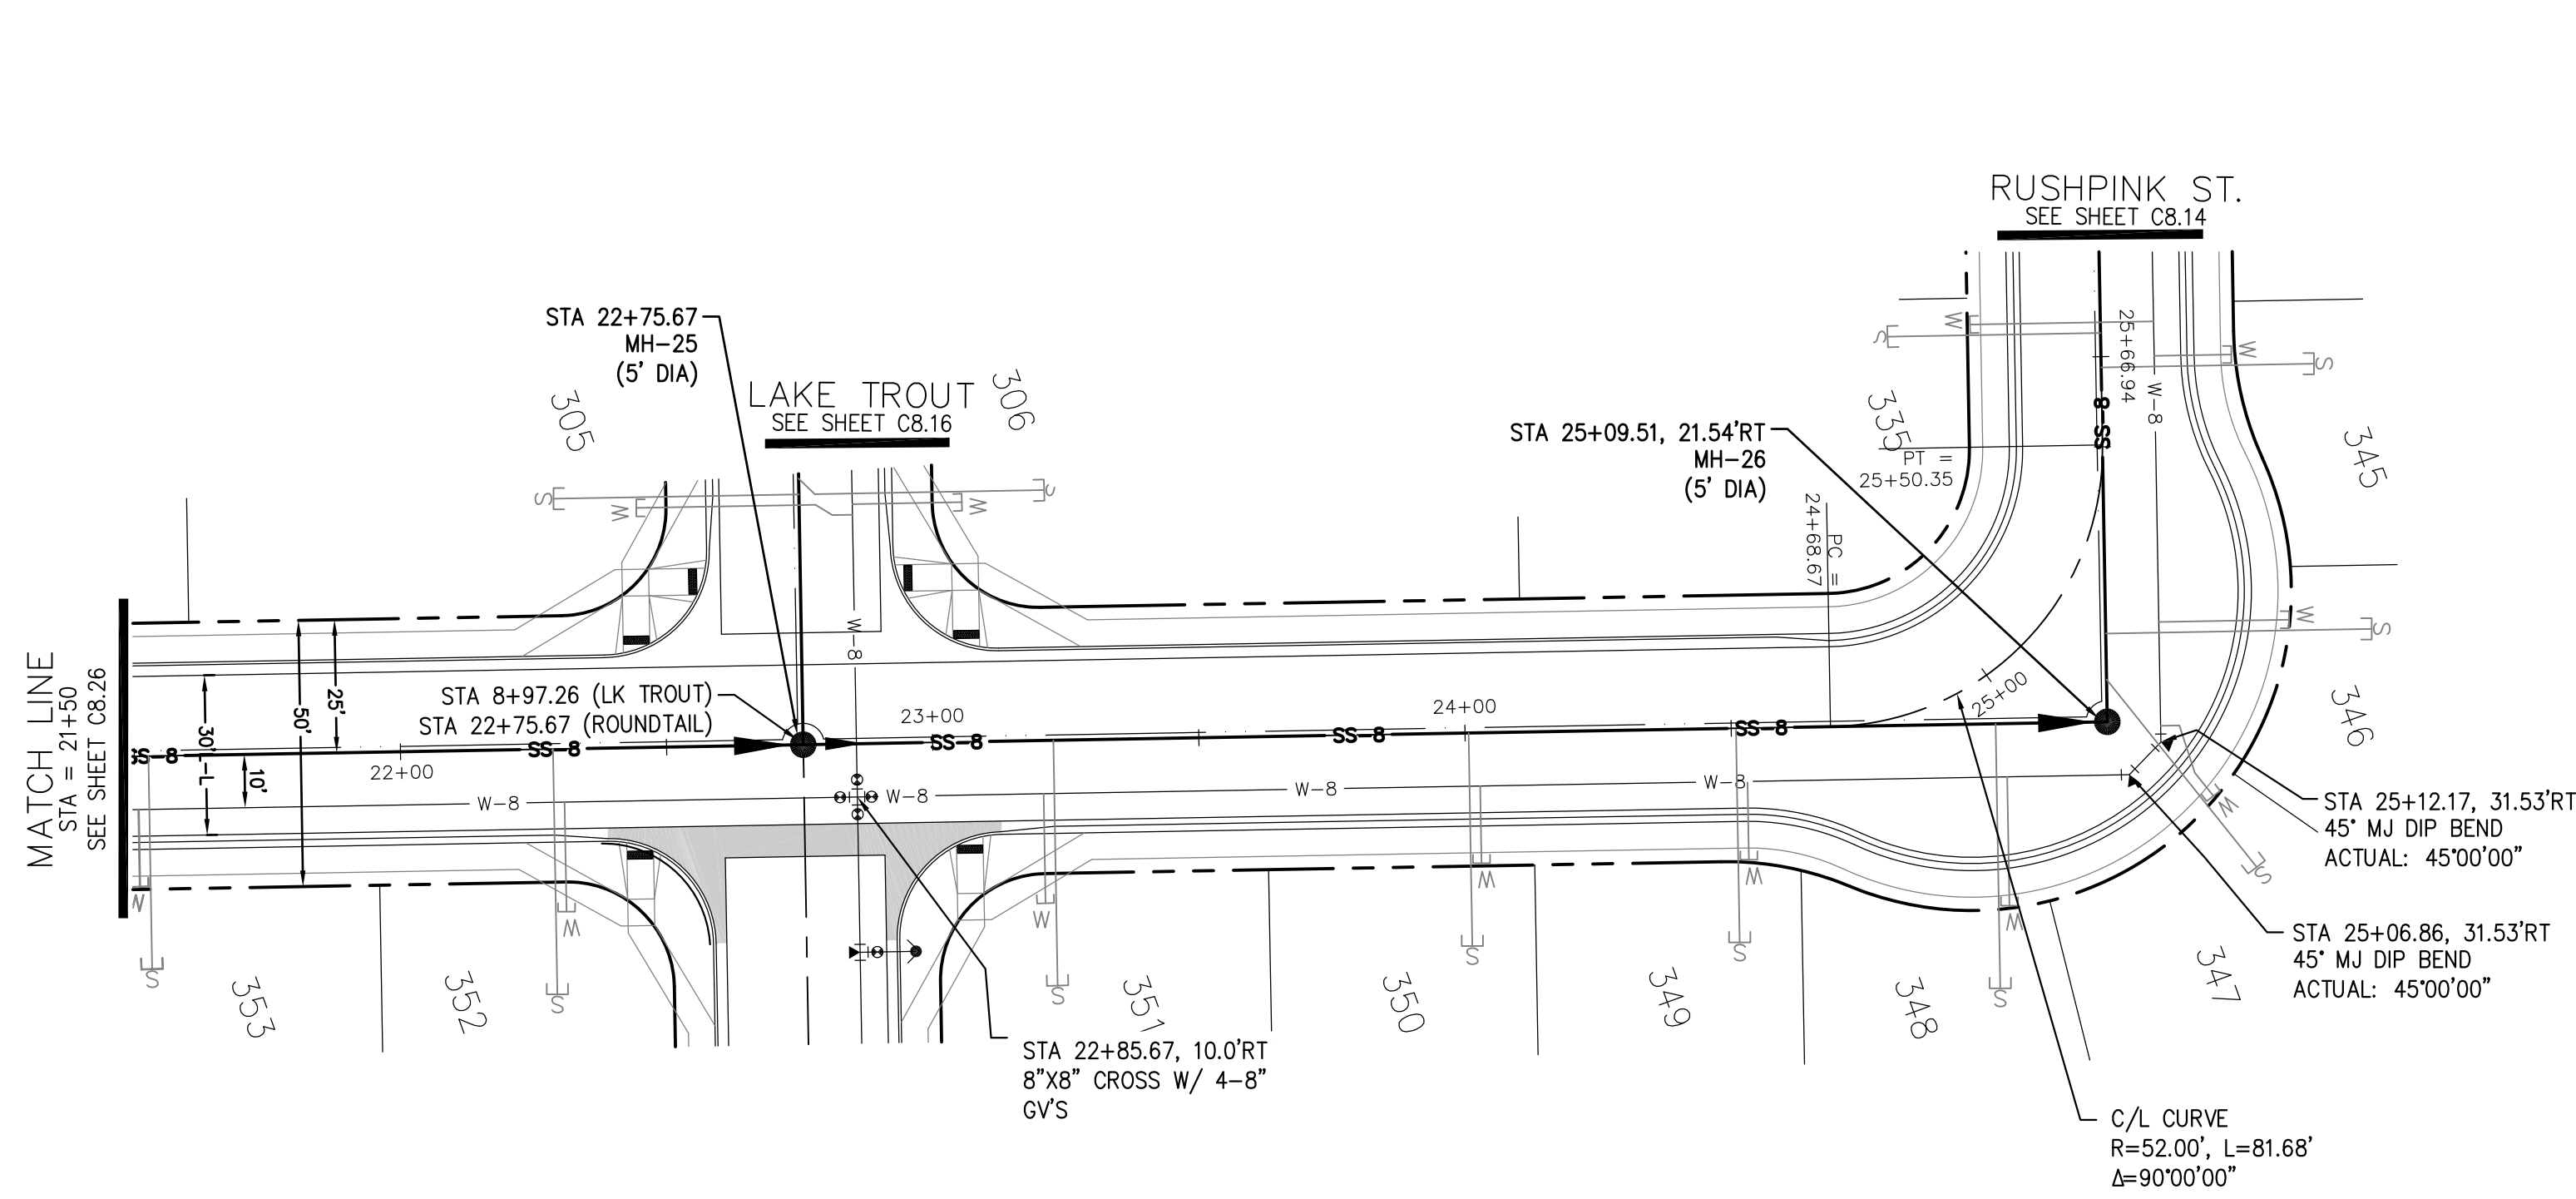 RUSHPINK ST.
SEE SHEET C8.14
STA 22+75.67
MH-25
(5' DIA)
LAKE TROUT
SEE SHEET C8.16
305
306
STA 25+09.51, 21.54'RT
MH-26
(5' DIA)
335
PT =
25+50.35
PC =
24+68.67
25+66.94
W-8
SS-8
345
S
W
W
S
S
W
W
S
W
S
MATCH LINE
STA = 21+50
SEE SHEET C8.26
30' L-L
50'
25'
10'
STA 8+97.26 (LK TROUT)
STA 22+75.67 (ROUNDTAIL)
W-8
22+00
23+00
24+00
25+00
SS-8
SS-8
SS-8
SS-8
SS-8
W-8
W-8
W-8
W-8
346
STA 25+12.17, 31.53'RT
45° MJ DIP BEND
ACTUAL: 45°00'00"
STA 25+06.86, 31.53'RT
45° MJ DIP BEND
ACTUAL: 45°00'00"
W
S
W
S
W
S
W
S
W
S
W
S
W
S
353
352
351
350
349
348
347
STA 22+85.67, 10.0'RT
8"X8" CROSS W/ 4-8"
GV'S
C/L CURVE
R=52.00', L=81.68'
Δ=90°00'00"